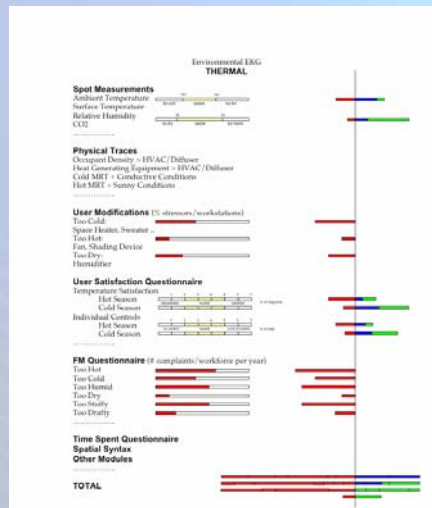 Environmental EKG
THERMAL
Spot Measurements
Ambient Temperature
Surface Temperature
Relative Humidity
CO2
..............
Physical Traces
Occupant Density > HVAC/Diffuser
Heat Generating Equipment > HVAC/Diffuser
Cold MRT + Conductive Conditions
Hot MRT + Sunny Conditions
..............
User Modifications (% stressors/workstations)
Too Cold:
Space Heater, Sweater ..
Too Hot:
Fan, Shading Device
Too Dry:
Humidifier
User Satisfaction Questionnaire
Temperature Satisfaction
Hot Season
Cold Season
Individual Controls
Hot Season
Cold Season
..............
FM Questionnaire (# complaints/workforce per year)
Too Hot
Too Cold
Too Humid
Too Dry
Too Stuffy
Too Drafty
..............
Time Spent Questionnaire
Spatial Syntax
Other Modules
..............
TOTAL